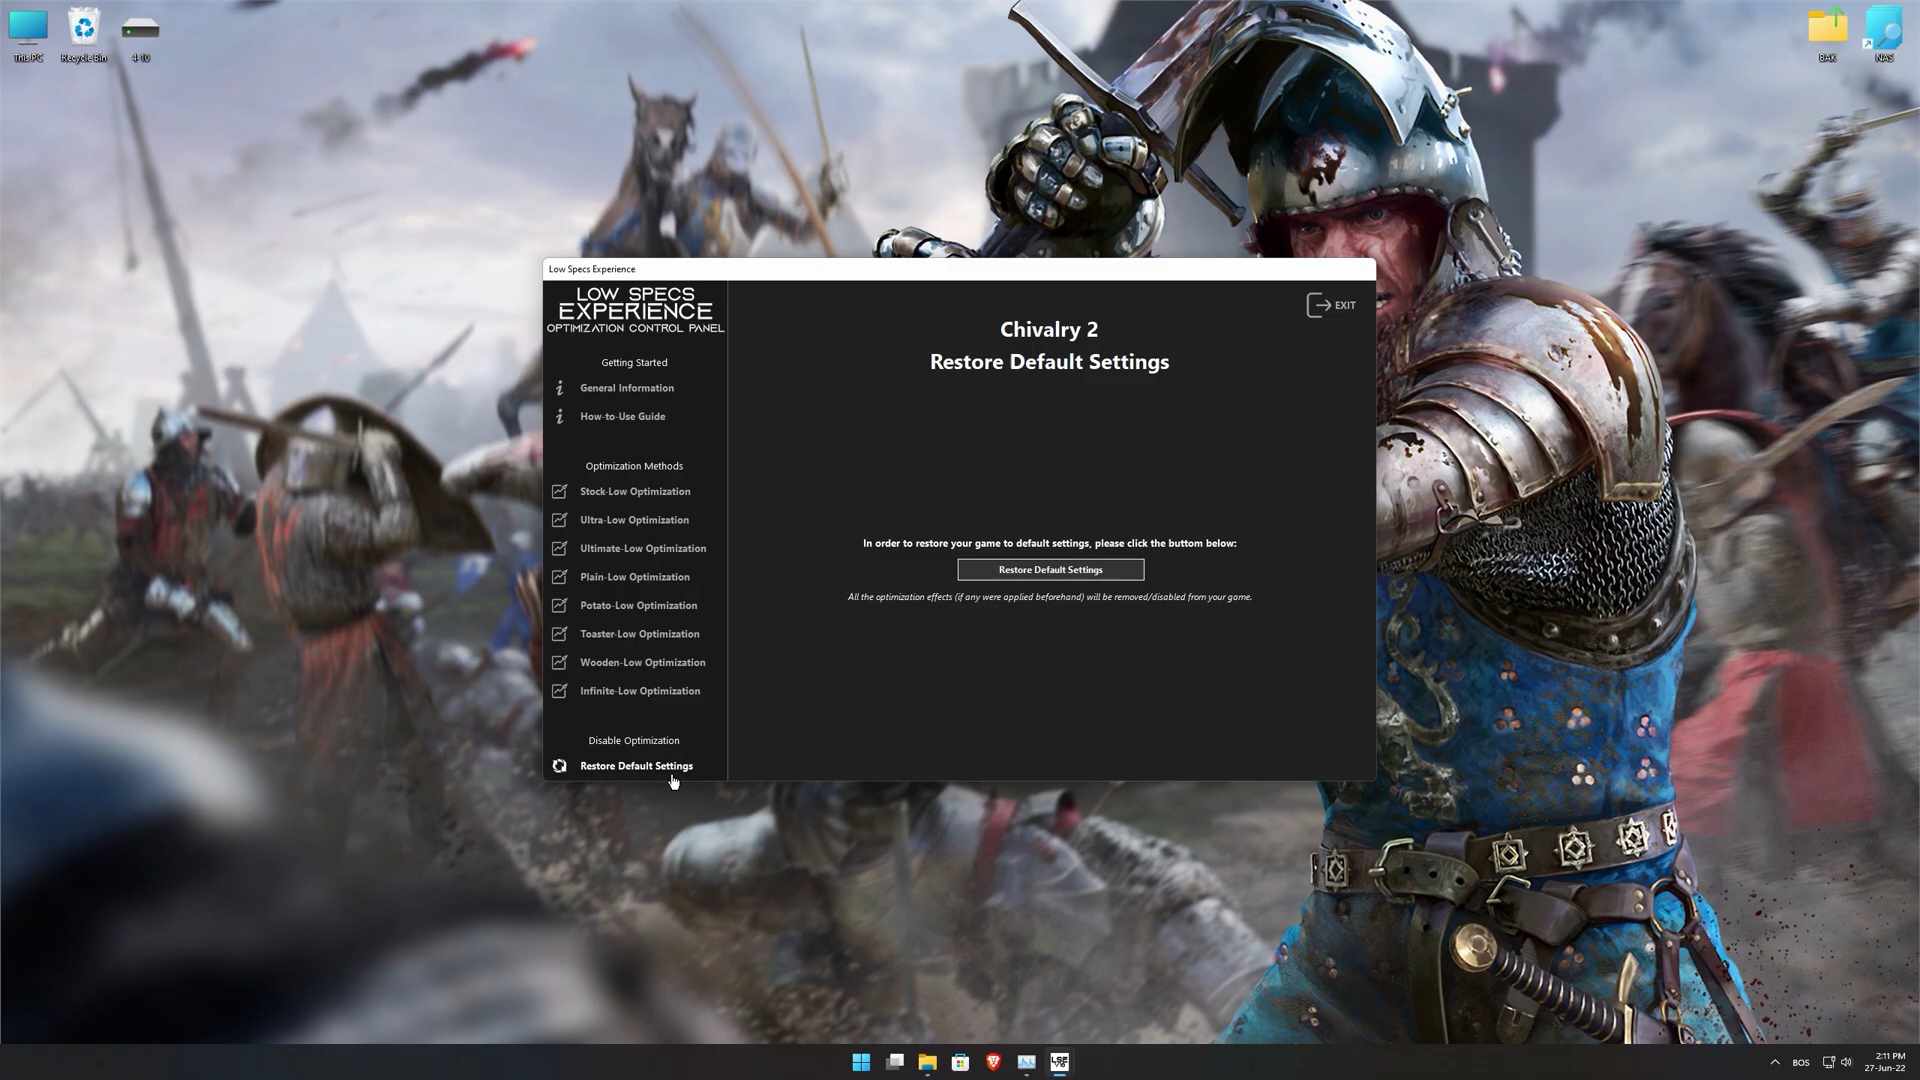 This PC
Recycle Bin
4-10
BAK
NAS
Low Specs Experience
LOW SPECS
EXPERIENCE
OPTIMIZATION CONTROL PANEL
Getting Started
General Information
How-to-Use Guide
Optimization Methods
Stock-Low Optimization
Ultra-Low Optimization
Ultimate-Low Optimization
Plain-Low Optimization
Potato-Low Optimization
Toaster-Low Optimization
Wooden-Low Optimization
Infinite-Low Optimization
Disable Optimization
Restore Default Settings
EXIT
Chivalry 2
Restore Default Settings
In order to restore your game to default settings, please click the buttom below:
Restore Default Settings
All the optimization effects (if any were applied beforehand) will be removed/disabled from your game.
LSE
BOS
2:11 PM
27-Jun-22